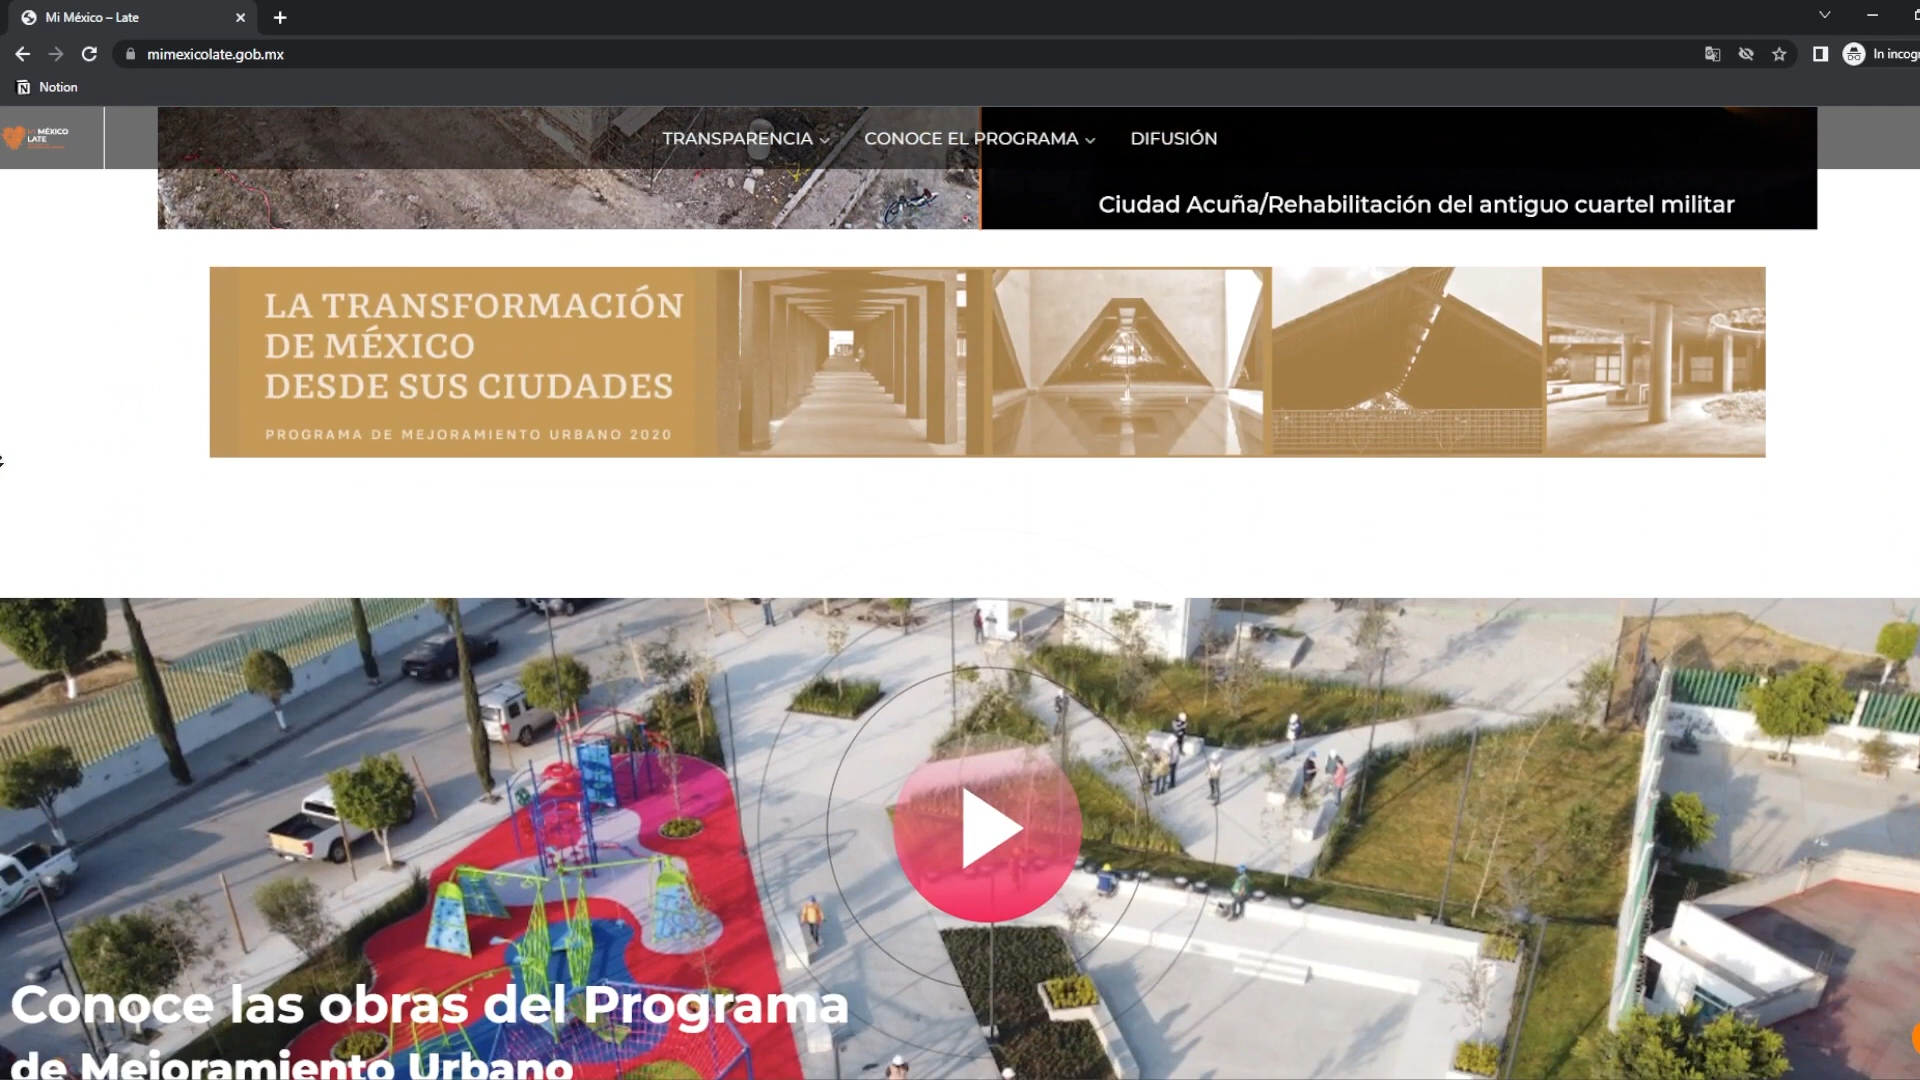 Mi México – Late
mimexicolate.gob.mx
Notion
MÉXICO
LATE
TRANSPARENCIA
CONOCE EL PROGRAMA
DIFUSIÓN
Ciudad Acuña/Rehabilitación del antiguo cuartel militar
LA TRANSFORMACIÓN
DE MÉXICO
DESDE SUS CIUDADES
PROGRAMA DE MEJORAMIENTO URBANO 2020
Conoce las obras del Programa
de Mejoramiento Urbano